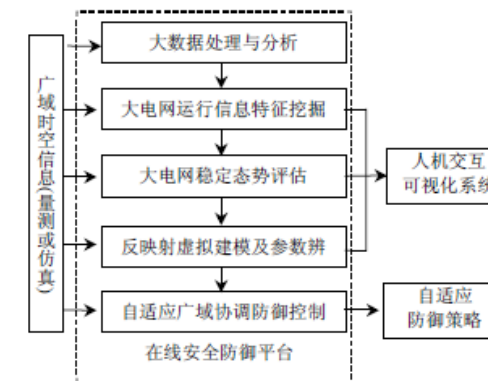 广域时空信息(量测或仿真)
大数据处理与分析
大电网运行信息特征挖掘
大电网稳定态势评估
反映射虚拟建模及参数辨
自适应广域协调防御控制
在线安全防御平台
人机交互
可视化系统
自适应
防御策略